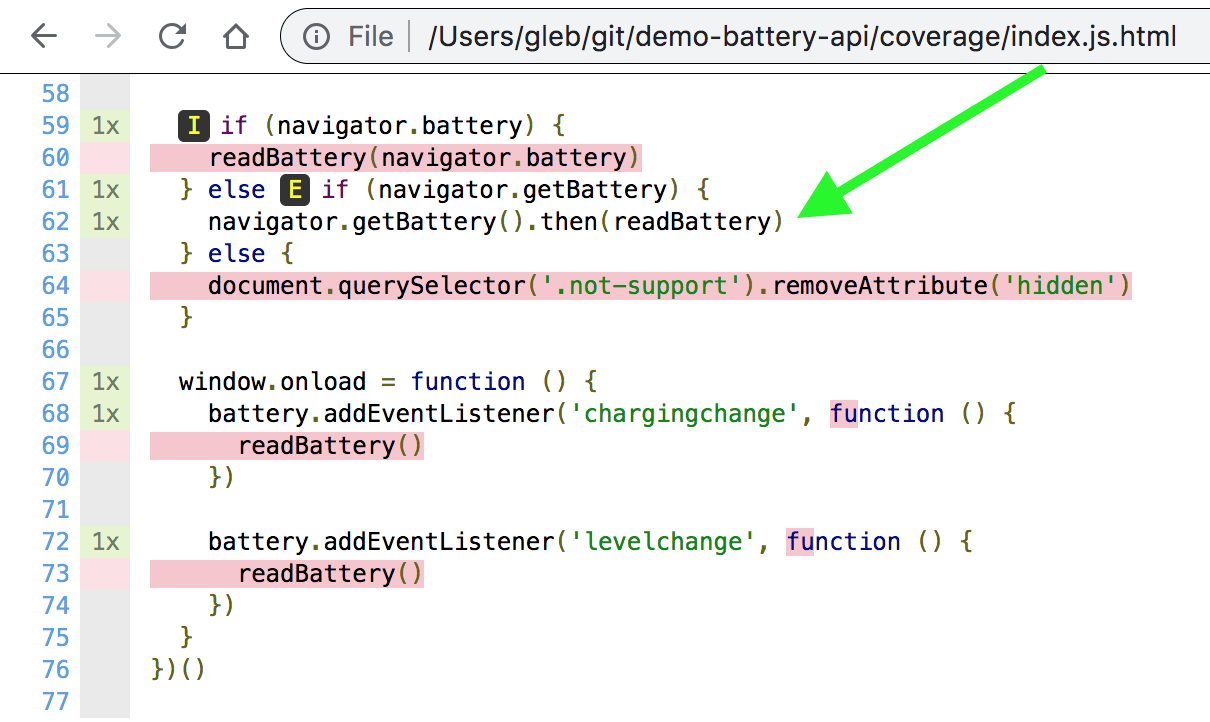 File /Users/gleb/git/demo-battery-api/coverage/index.js.html
58
59 1x I if (navigator.battery) {
60 readBattery(navigator.battery)
61 1x } else E if (navigator.getBattery) {
62 1x navigator.getBattery().then(readBattery)
63 } else {
64 document.querySelector('.not-support').removeAttribute('hidden')
65 }
66
67 1x window.onload = function () {
68 1x battery.addEventListener('chargingchange', function () {
69 readBattery()
70 })
71
72 1x battery.addEventListener('levelchange', function () {
73 readBattery()
74 })
75 }
76 })()
77